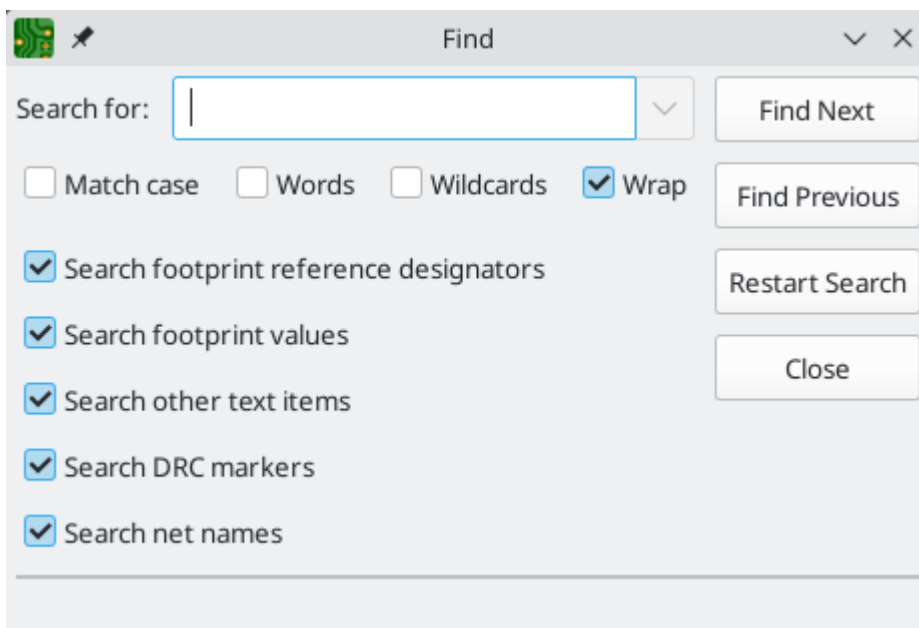 Find
Search for:
Find Next
Match case Words Wildcards Wrap
Find Previous
Search footprint reference designators
Restart Search
Search footprint values
Close
Search other text items
Search DRC markers
Search net names